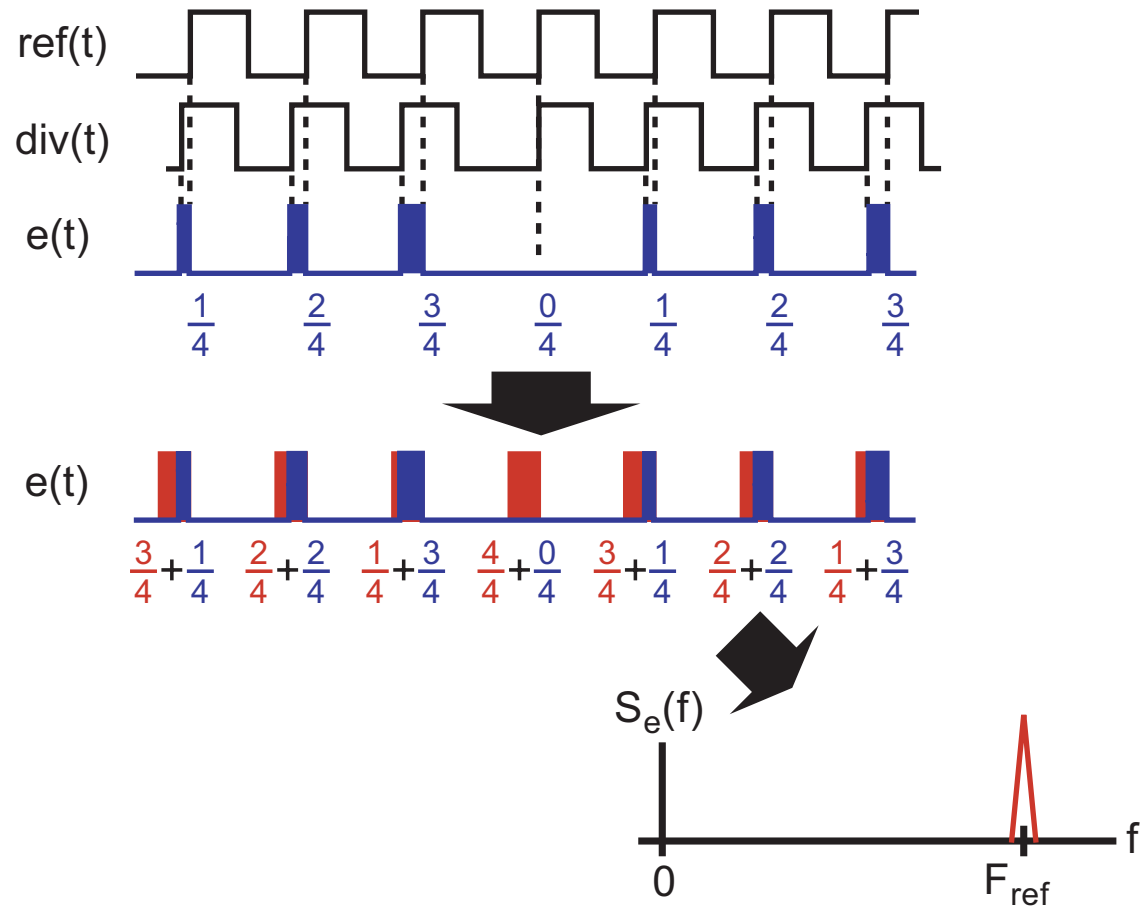 ref(t)
div(t)
e(t)
1/4 2/4 3/4 0/4 1/4 2/4 3/4
e(t)
3/4+1/4 2/4+2/4 1/4+3/4 4/4+0/4 3/4+1/4 2/4+2/4 1/4+3/4
Se(f)
f
0 Fref